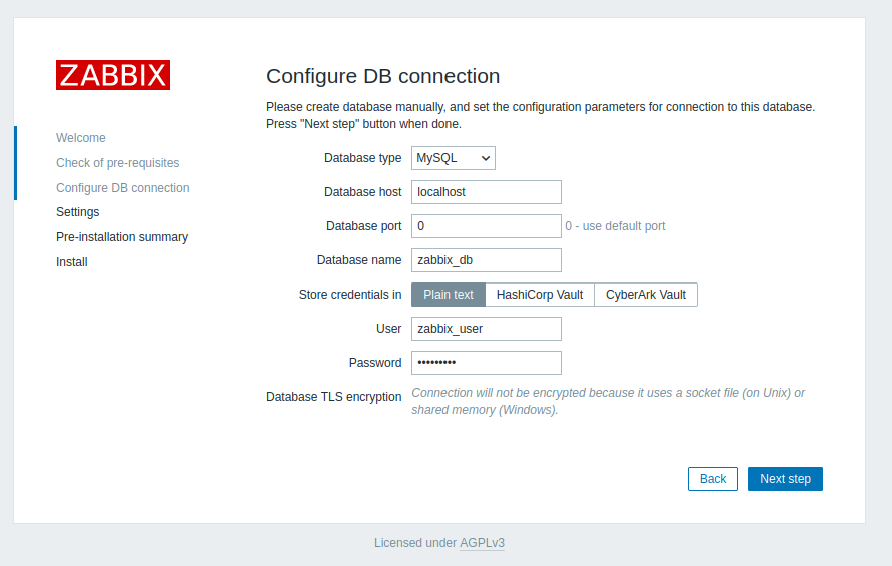 ZABBIX
Welcome
Check of pre-requisites
Configure DB connection
Settings
Pre-installation summary
Install
Configure DB connection
Please create database manually, and set the configuration parameters for connection to this database.
Press "Next step" button when done.
Database type MySQL
Database host localhost
Database port 0 0 - use default port
Database name zabbix_db
Store credentials in Plain text HashiCorp Vault CyberArk Vault
User zabbix_user
Password •••••••••
Database TLS encryption Connection will not be encrypted because it uses a socket file (on Unix) or
shared memory (Windows).
Back Next step
Licensed under AGPLv3